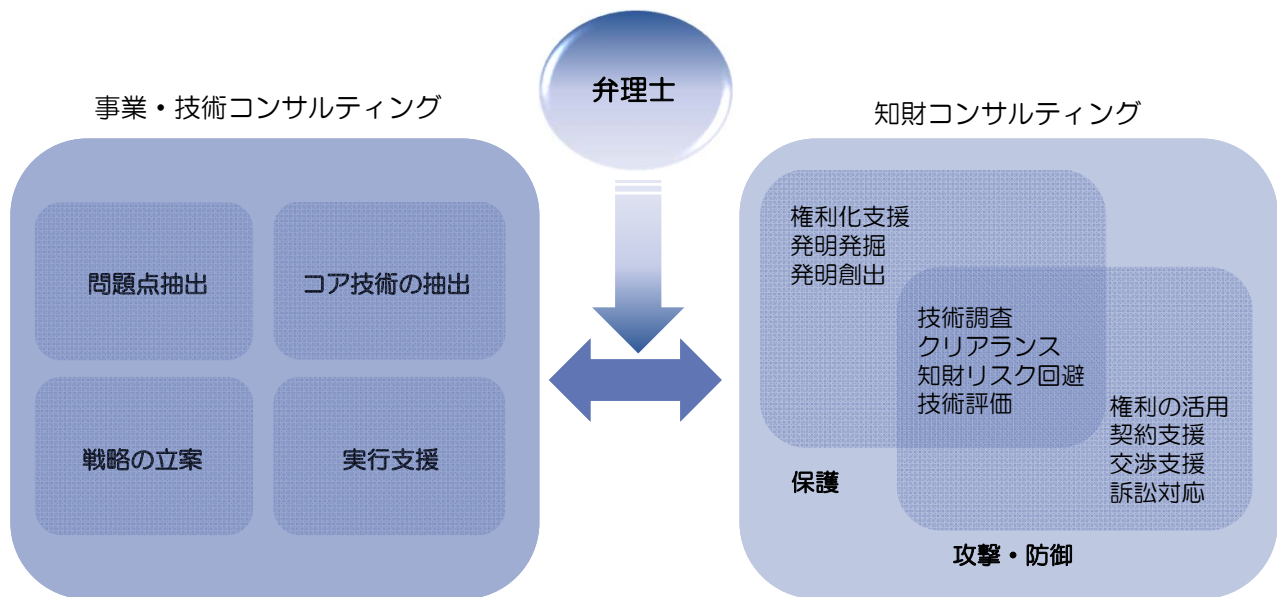 弁理士
事業・技術コンサルティング
問題点抽出
コア技術の抽出
戦略の立案
実行支援
知財コンサルティング
権利化支援
発明発掘
発明創出
技術調査
クリアランス
知財リスク回避
技術評価
権利の活用
契約支援
交渉支援
訴訟対応
保護
攻撃・防御